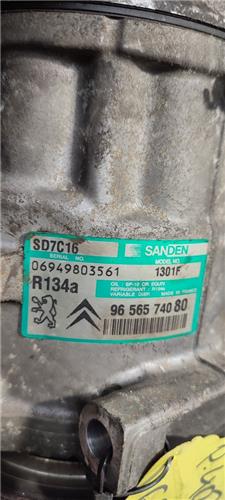 SD7C16 SANDEN
SERIAL NO. MODEL NO.
06949803561 1301F
R134a
OIL : SP-10 OR EQUIV
REFRIGERANT : R134a
VARIABLE DISP. MADE IN FRANCE
96 565 740 80